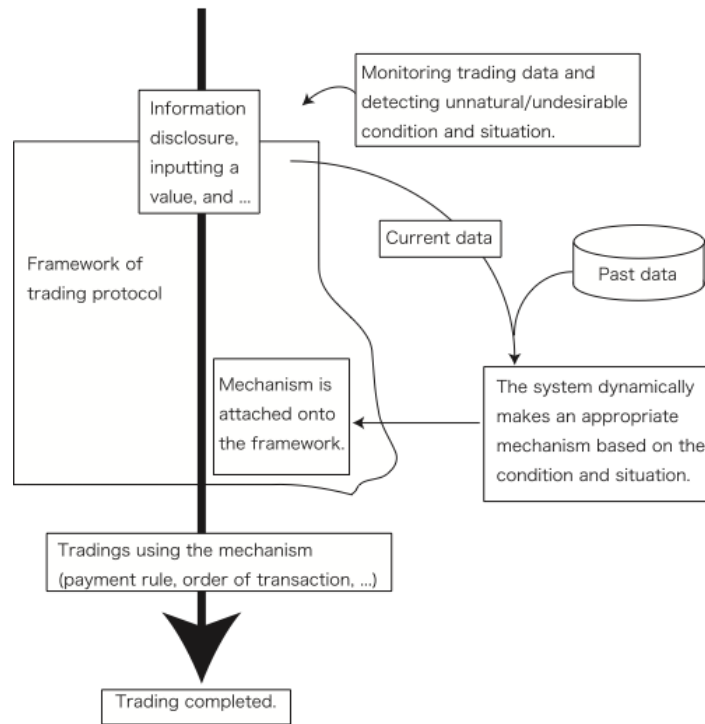 Information
disclosure,
inputting a
value, and ...
Monitoring trading data and
detecting unnatural/undesirable
condition and situation.
Current data
Past data
Framework of
trading protocol
Mechanism is
attached onto
the framework.
The system dynamically
makes an appropriate
mechanism based on the
condition and situation.
Tradings using the mechanism
(payment rule, order of transaction, ...)
Trading completed.